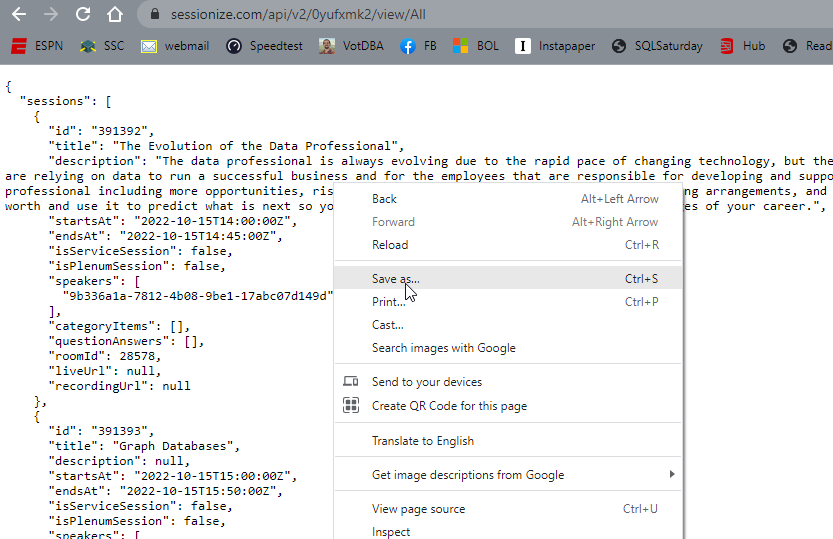 sessionize.com/api/v2/0yufxmk2/view/All
ESPN SSC webmail Speedtest VotDBA FB BOL Instapaper SQLSaturday Hub Read
{
"sessions": [
{
"id": "391392",
"title": "The Evolution of the Data Professional",
"description": "The data professional is always evolving due to the rapid pace of changing technology, but the
are relying on data to run a successful business and for the employees that are responsible for developing and suppo
professional including more opportunities, ris ng arrangements, and
worth and use it to predict what is next so yo es of your career.",
"startsAt": "2022-10-15T14:00:00Z",
"endsAt": "2022-10-15T14:45:00Z",
"isServiceSession": false,
"isPlenumSession": false,
"speakers": [
"9b336a1a-7812-4b08-9be1-17abc07d149d"
],
"categoryItems": [],
"questionAnswers": [],
"roomId": 28578,
"liveUrl": null,
"recordingUrl": null
},
{
"id": "391393",
"title": "Graph Databases",
"description": null,
"startsAt": "2022-10-15T15:00:00Z",
"endsAt": "2022-10-15T15:50:00Z",
"isServiceSession": false,
"isPlenumSession": false,
"speakers": [
Back Alt+Left Arrow
Forward Alt+Right Arrow
Reload Ctrl+R
Save as... Ctrl+S
Print... Ctrl+P
Cast...
Search images with Google
Send to your devices
Create QR Code for this page
Translate to English
Get image descriptions from Google
View page source Ctrl+U
Inspect